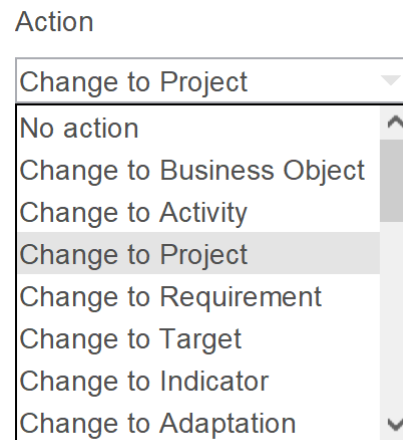 Action
Change to Project
No action
Change to Business Object
Change to Activity
Change to Project
Change to Requirement
Change to Target
Change to Indicator
Change to Adaptation